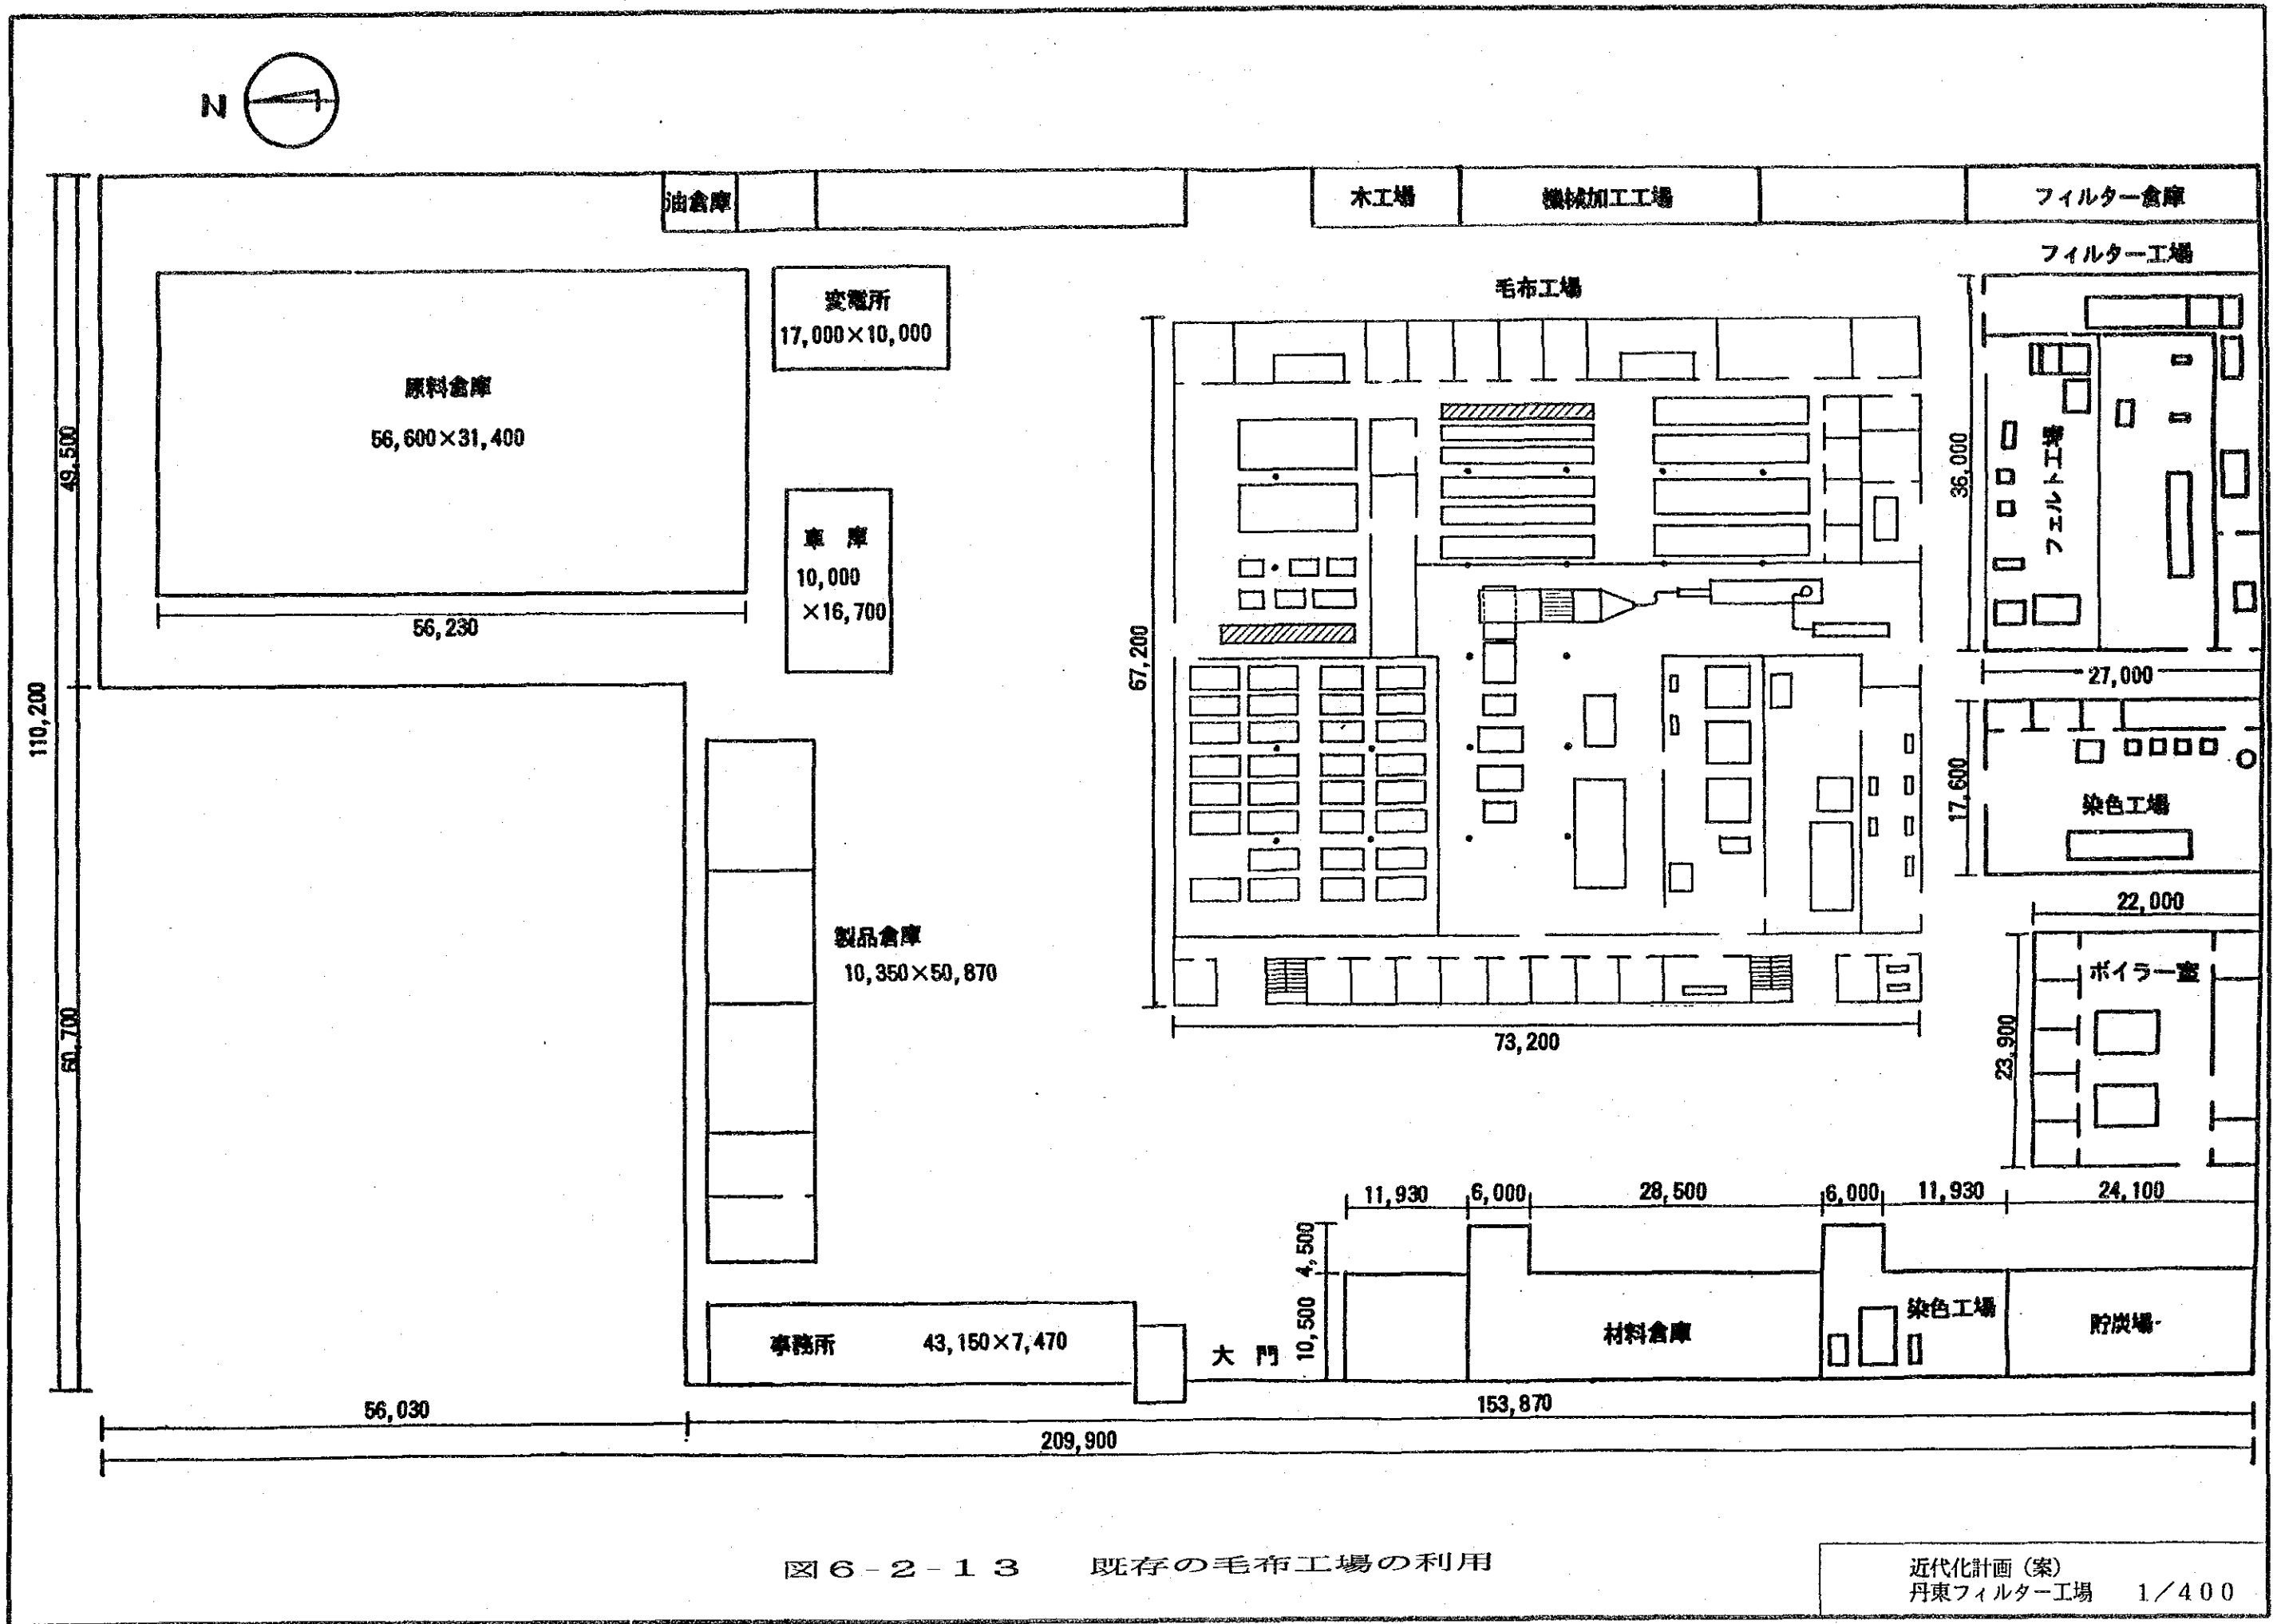 N
油倉庫
木工場
機械加工工場
フィルター倉庫
フィルター工場
変電所
17,000×10,000
毛布工場
原料倉庫
56,600×31,400
49,500
36,000
フェルト工場
車 庫
10,000
×16,700
56,230
67,200
27,000
110,200
17,600
染色工場
22,000
製品倉庫
10,350×50,870
ボイラー室
60,700
23,900
73,200
11,930
6,000
28,500
6,000
11,930
24,100
4,500
10,500
事務所 43,150×7,470
大 門
材料倉庫
染色工場
貯炭場
56,030
153,870
209,900
図6-2-13 既存の毛布工場の利用
近代化計画（案）
丹東フィルター工場 1/400